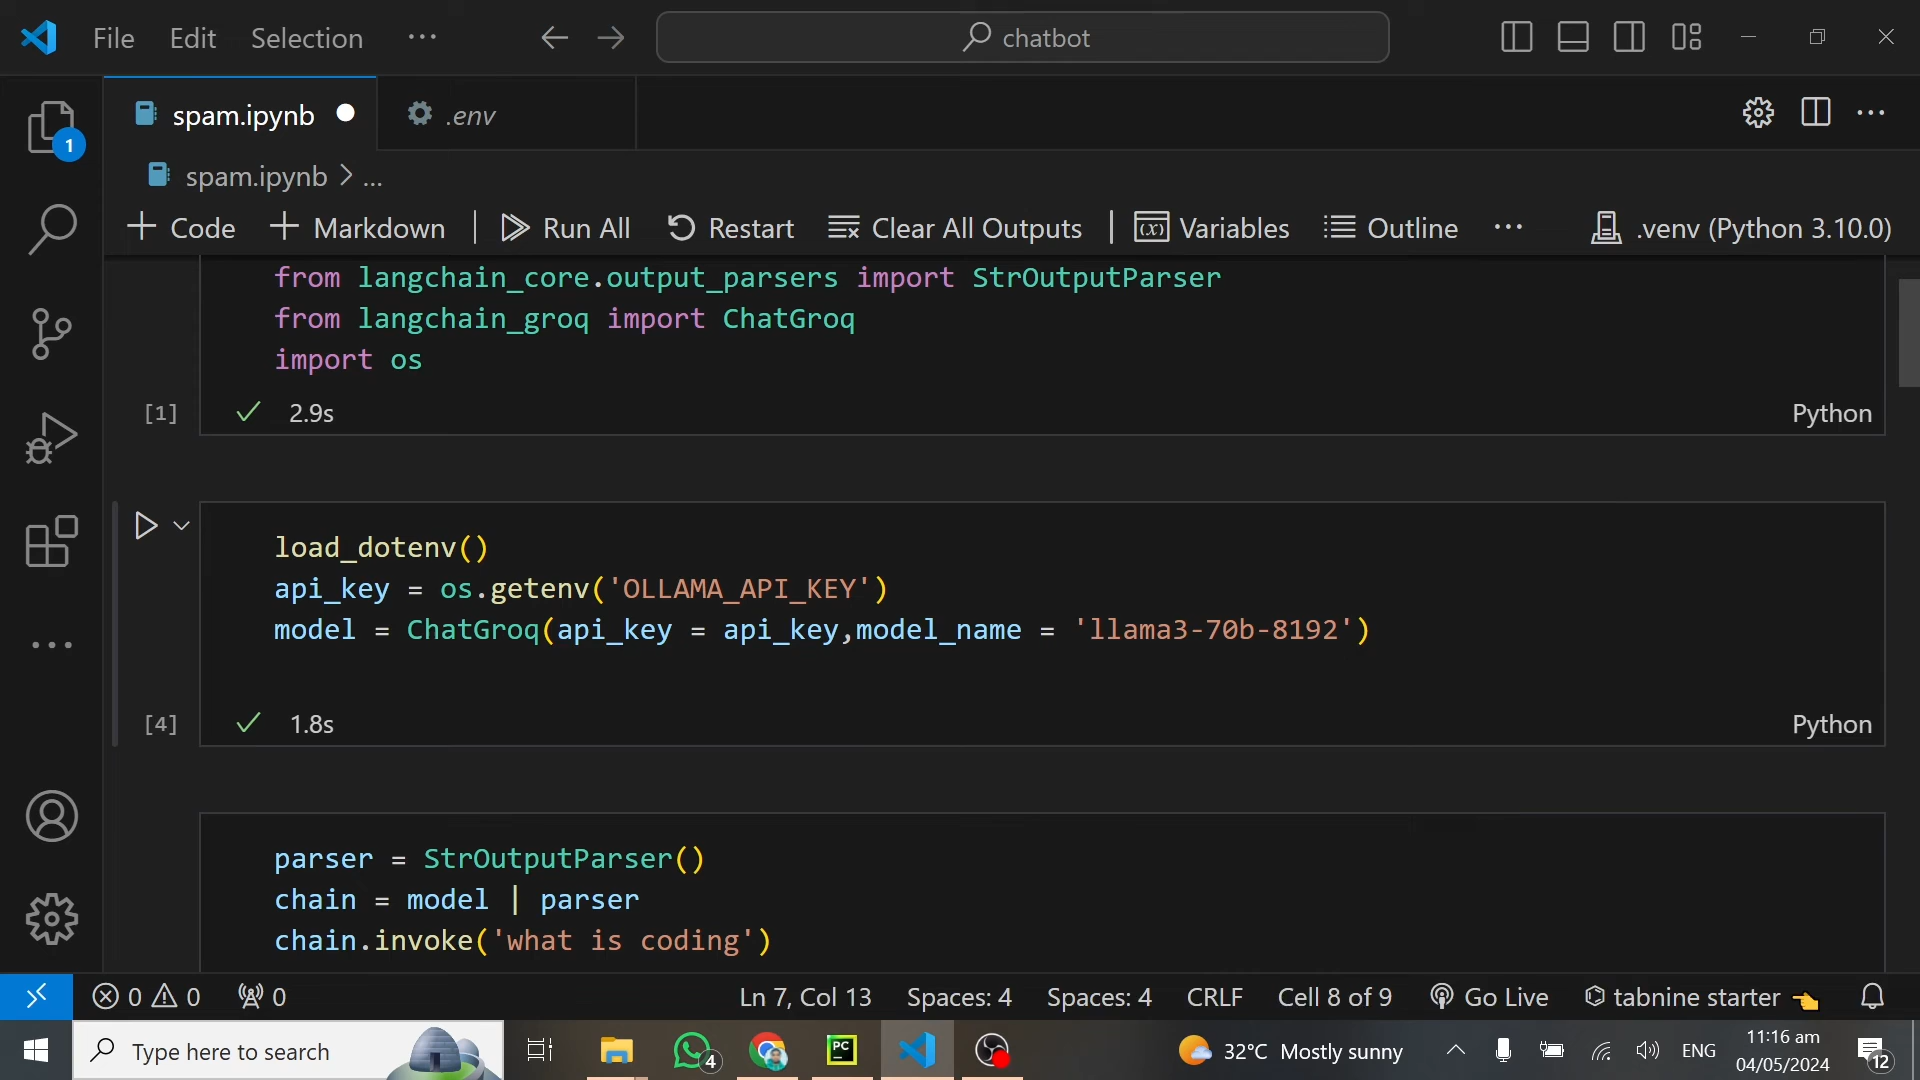 File Edit Selection ... chatbot
spam.ipynb .env
1
spam.ipynb > ...
Code Markdown Run All Restart Clear All Outputs Variables Outline ... .venv (Python 3.10.0)
from langchain_core.output_parsers import StrOutputParser
from langchain_groq import ChatGroq
import os
[1] 2.9s Python
load_dotenv()
api_key = os.getenv('OLLAMA_API_KEY')
model = ChatGroq(api_key = api_key,model_name = 'llama3-70b-8192')
[4] 1.8s Python
parser = StrOutputParser()
chain = model | parser
chain.invoke('what is coding')
0 0 0 Ln 7, Col 13 Spaces: 4 Spaces: 4 CRLF Cell 8 of 9 Go Live tabnine starter
Type here to search 4 PC 32°C Mostly sunny ENG 11:16 am
04/05/2024 12